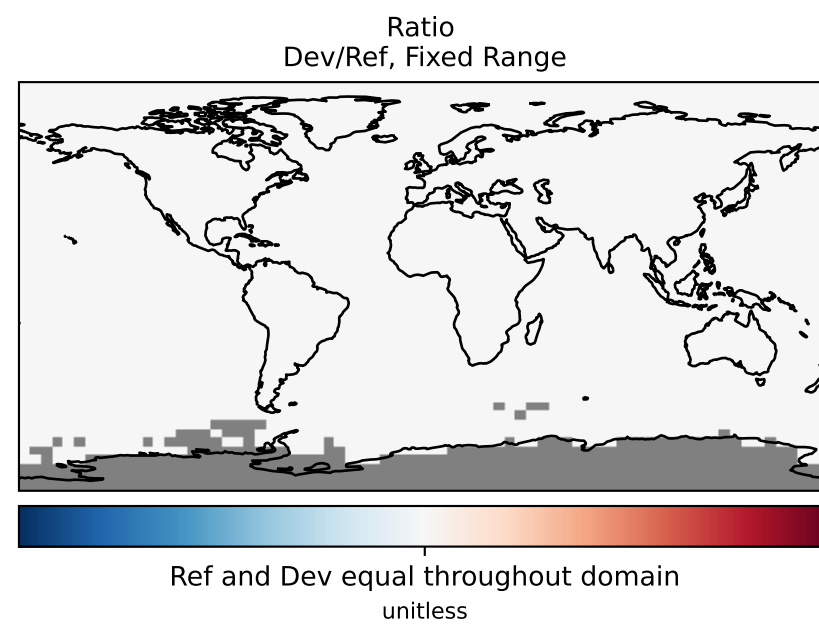 Ratio
Dev/Ref, Fixed Range
Ref and Dev equal throughout domain
unitless